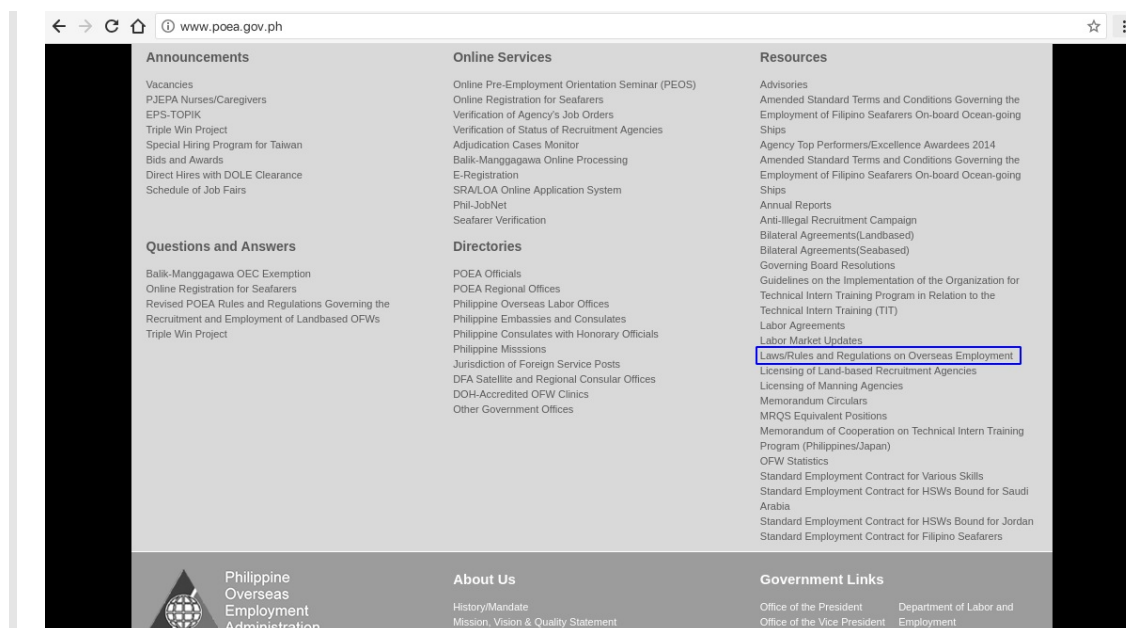 www.poea.gov.ph
Announcements
Vacancies
PJEPA Nurses/Caregivers
EPS-TOPIK
Triple Win Project
Special Hiring Program for Taiwan
Bids and Awards
Direct Hires with DOLE Clearance
Schedule of Job Fairs
Online Services
Online Pre-Employment Orientation Seminar (PEOS)
Online Registration for Seafarers
Verification of Agency's Job Orders
Verification of Status of Recruitment Agencies
Adjudication Cases Monitor
Balik-Manggagawa Online Processing
E-Registration
SRA/LOA Online Application System
Phil-JobNet
Seafarer Verification
Questions and Answers
Balik-Manggagawa OEC Exemption
Online Registration for Seafarers
Revised POEA Rules and Regulations Governing the
Recruitment and Employment of Landbased OFWs
Triple Win Project
Directories
POEA Officials
POEA Regional Offices
Philippine Overseas Labor Offices
Philippine Embassies and Consulates
Philippine Consulates with Honorary Officials
Philippine Misssions
Jurisdiction of Foreign Service Posts
DFA Satellite and Regional Consular Offices
DOH-Accredited OFW Clinics
Other Government Offices
Resources
Advisories
Amended Standard Terms and Conditions Governing the
Employment of Filipino Seafarers On-board Ocean-going
Ships
Agency Top Performers/Excellence Awardees 2014
Amended Standard Terms and Conditions Governing the
Employment of Filipino Seafarers On-board Ocean-going
Ships
Annual Reports
Anti-Illegal Recruitment Campaign
Bilateral Agreements(Landbased)
Bilateral Agreements(Seabased)
Governing Board Resolutions
Guidelines on the Implementation of the Organization for
Technical Intern Training Program in Relation to the
Technical Intern Training (TIT)
Labor Agreements
Labor Market Updates
Laws/Rules and Regulations on Overseas Employment
Licensing of Land-based Recruitment Agencies
Licensing of Manning Agencies
Memorandum Circulars
MRQS Equivalent Positions
Memorandum of Cooperation on Technical Intern Training
Program (Philippines/Japan)
OFW Statistics
Standard Employment Contract for Various Skills
Standard Employment Contract for HSWs Bound for Saudi
Arabia
Standard Employment Contract for HSWs Bound for Jordan
Standard Employment Contract for Filipino Seafarers
Philippine
Overseas
Employment
Administration
About Us
History/Mandate
Mission, Vision & Quality Statement
Government Links
Office of the President
Office of the Vice President
Department of Labor and
Employment